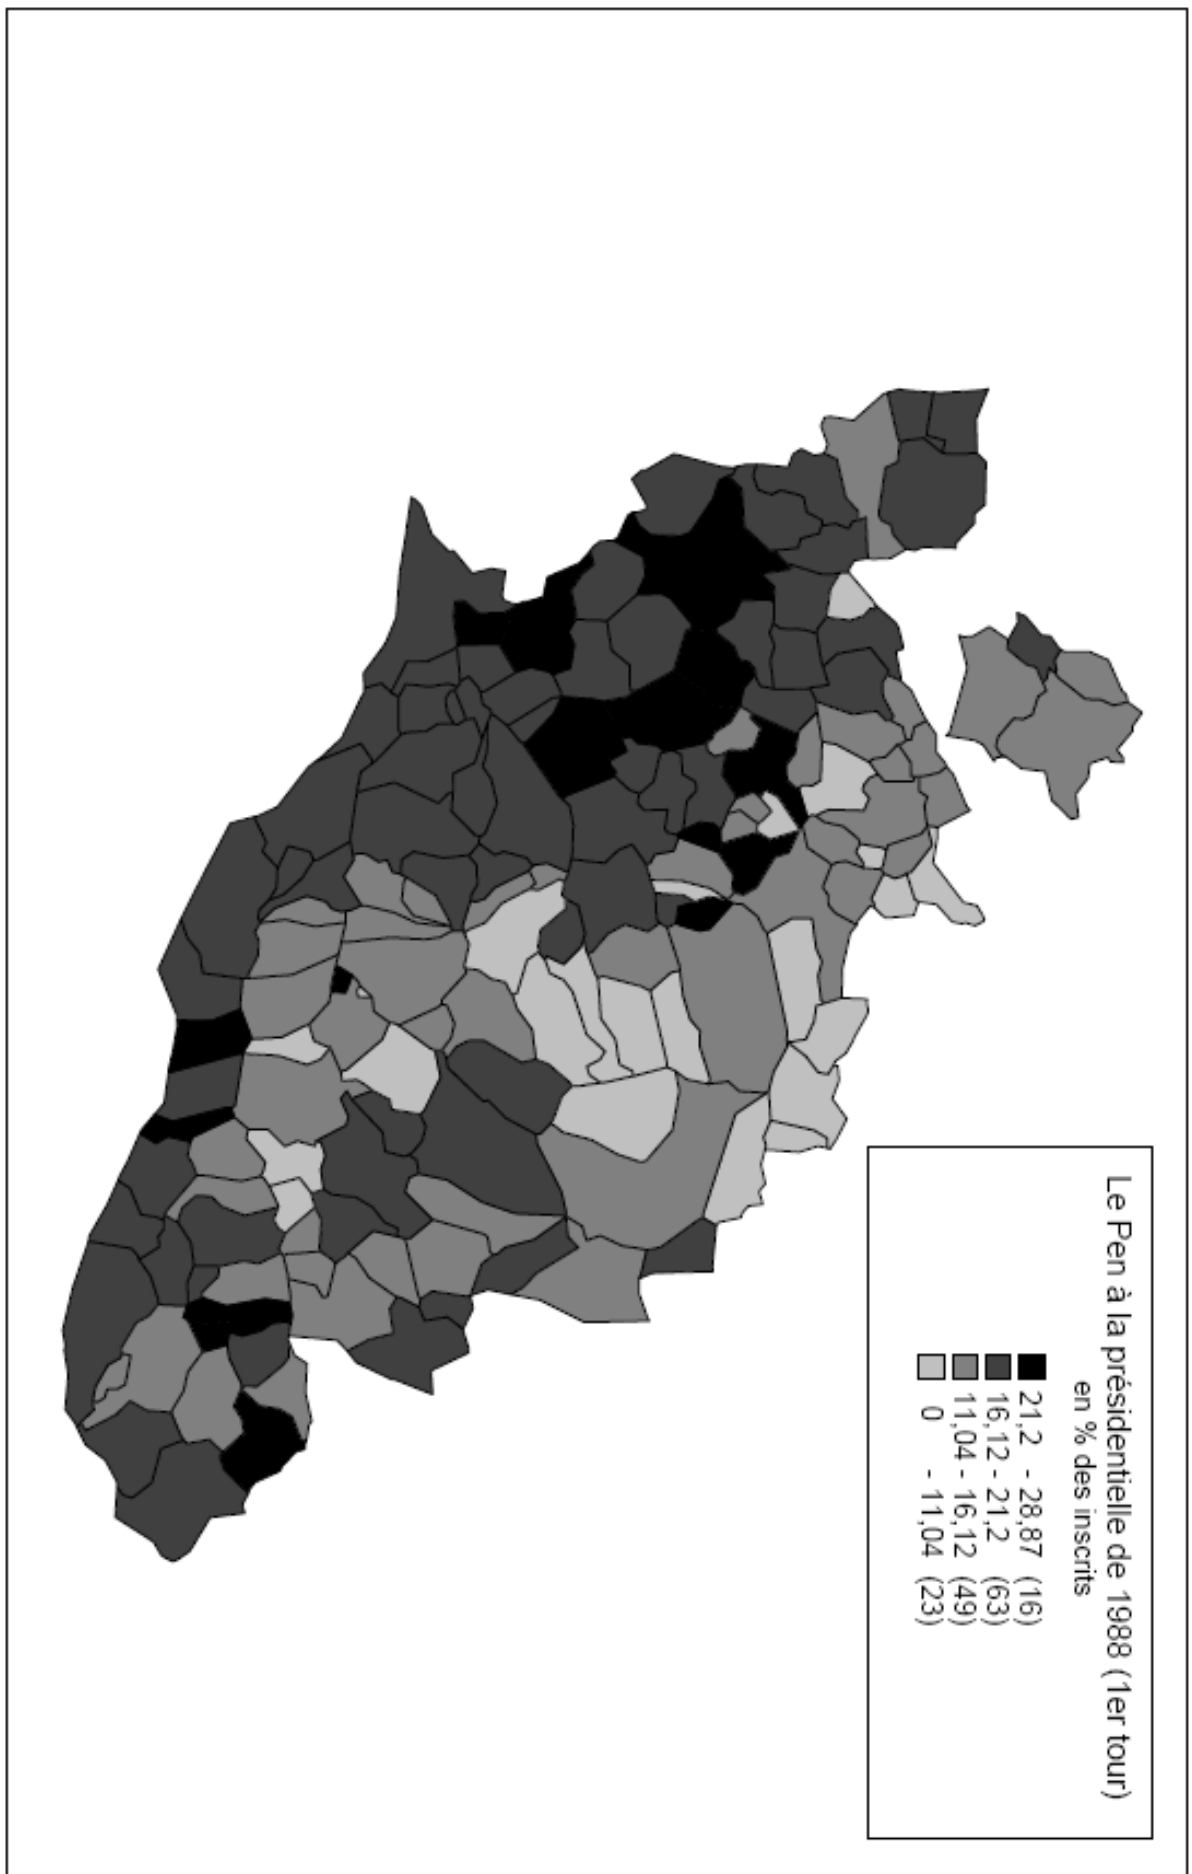 Le Pen à la présidentielle de 1988 (1er tour)
en % des inscrits
21,2 - 28,87 (16)
16,12 - 21,2 (63)
11,04 - 16,12 (49)
0 - 11,04 (23)